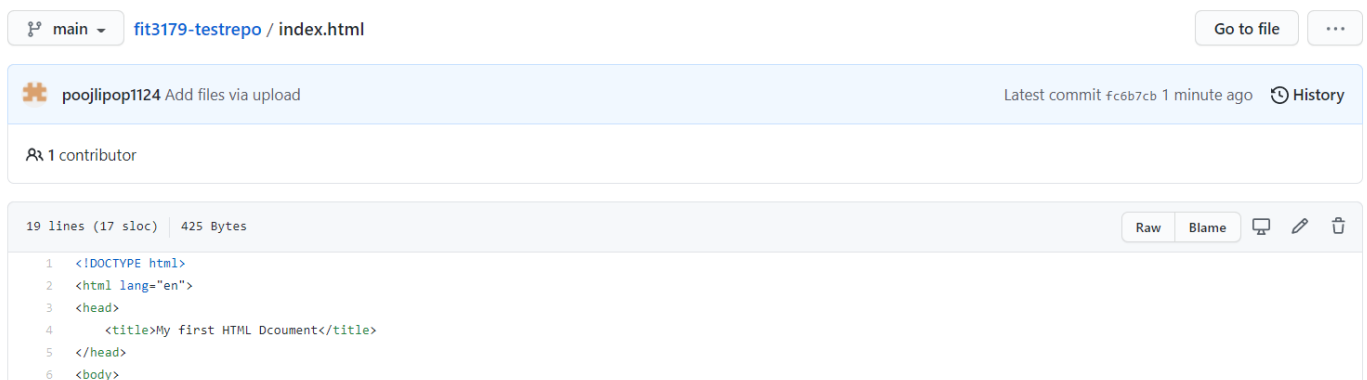 main fit3179-testrepo / index.html Go to file ...
poojlipop1124 Add files via upload Latest commit fc6b7cb 1 minute ago History
1 contributor
19 lines (17 sloc) 425 Bytes Raw Blame
1 <!DOCTYPE html>
2 <html lang="en">
3 <head>
4 <title>My first HTML Dcoument</title>
5 </head>
6 <body>